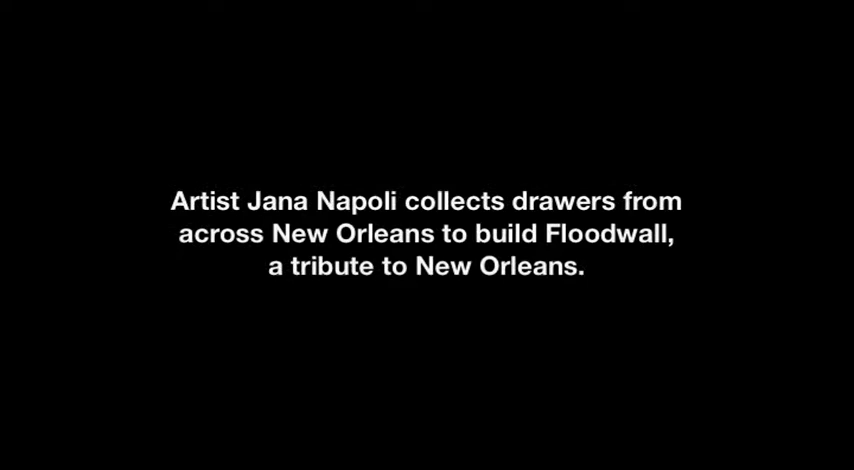 Artist Jana Napoli collects drawers from
across New Orleans to build Floodwall,
a tribute to New Orleans.